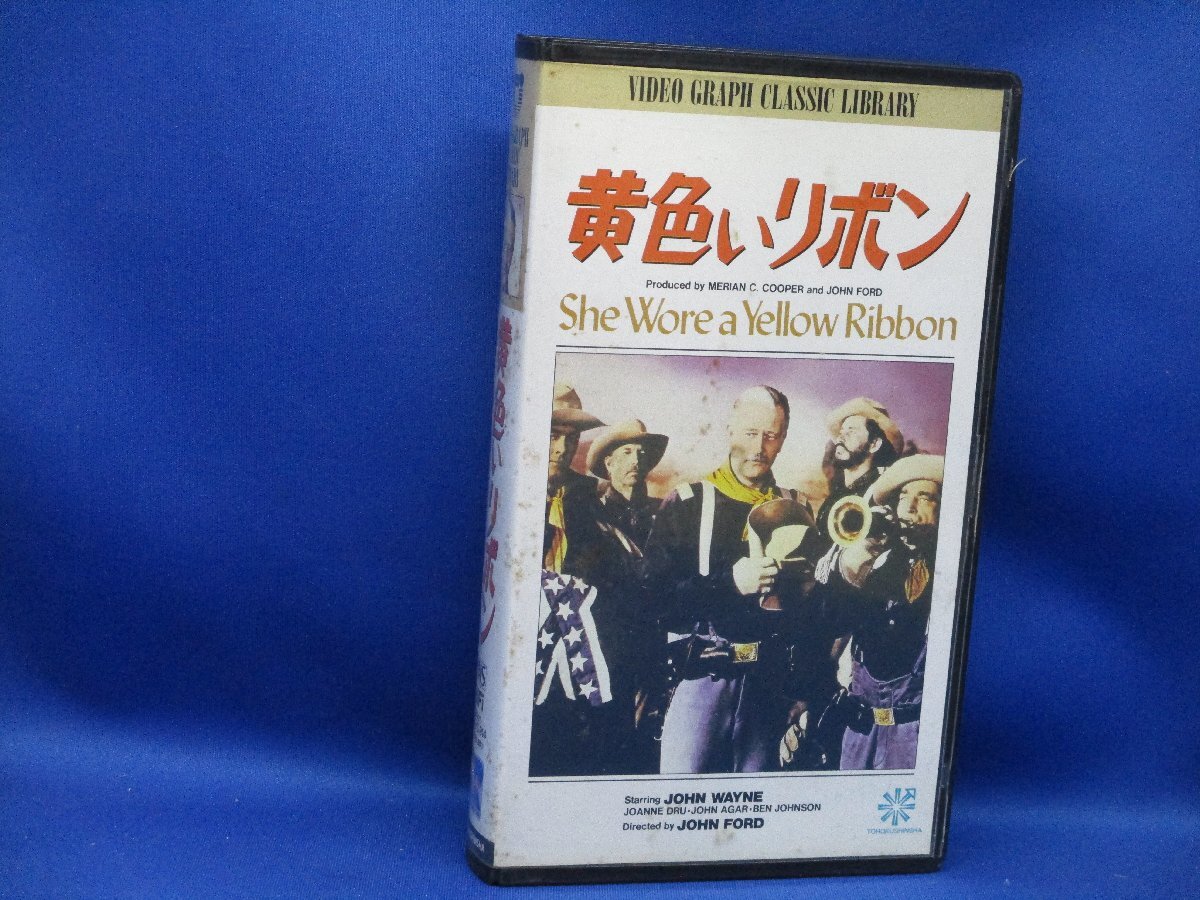 VIDEO GRAPH CLASSIC LIBRARY
黄色いリボン
Produced by MERIAN C. COOPER and JOHN FORD
She Wore a Yellow Ribbon
Starring JOHN WAYNE
JOANNE DRU・JOHN AGAR・BEN JOHNSON
Directed by JOHN FORD
TOHOKUSHINSHA
黄色いリボン